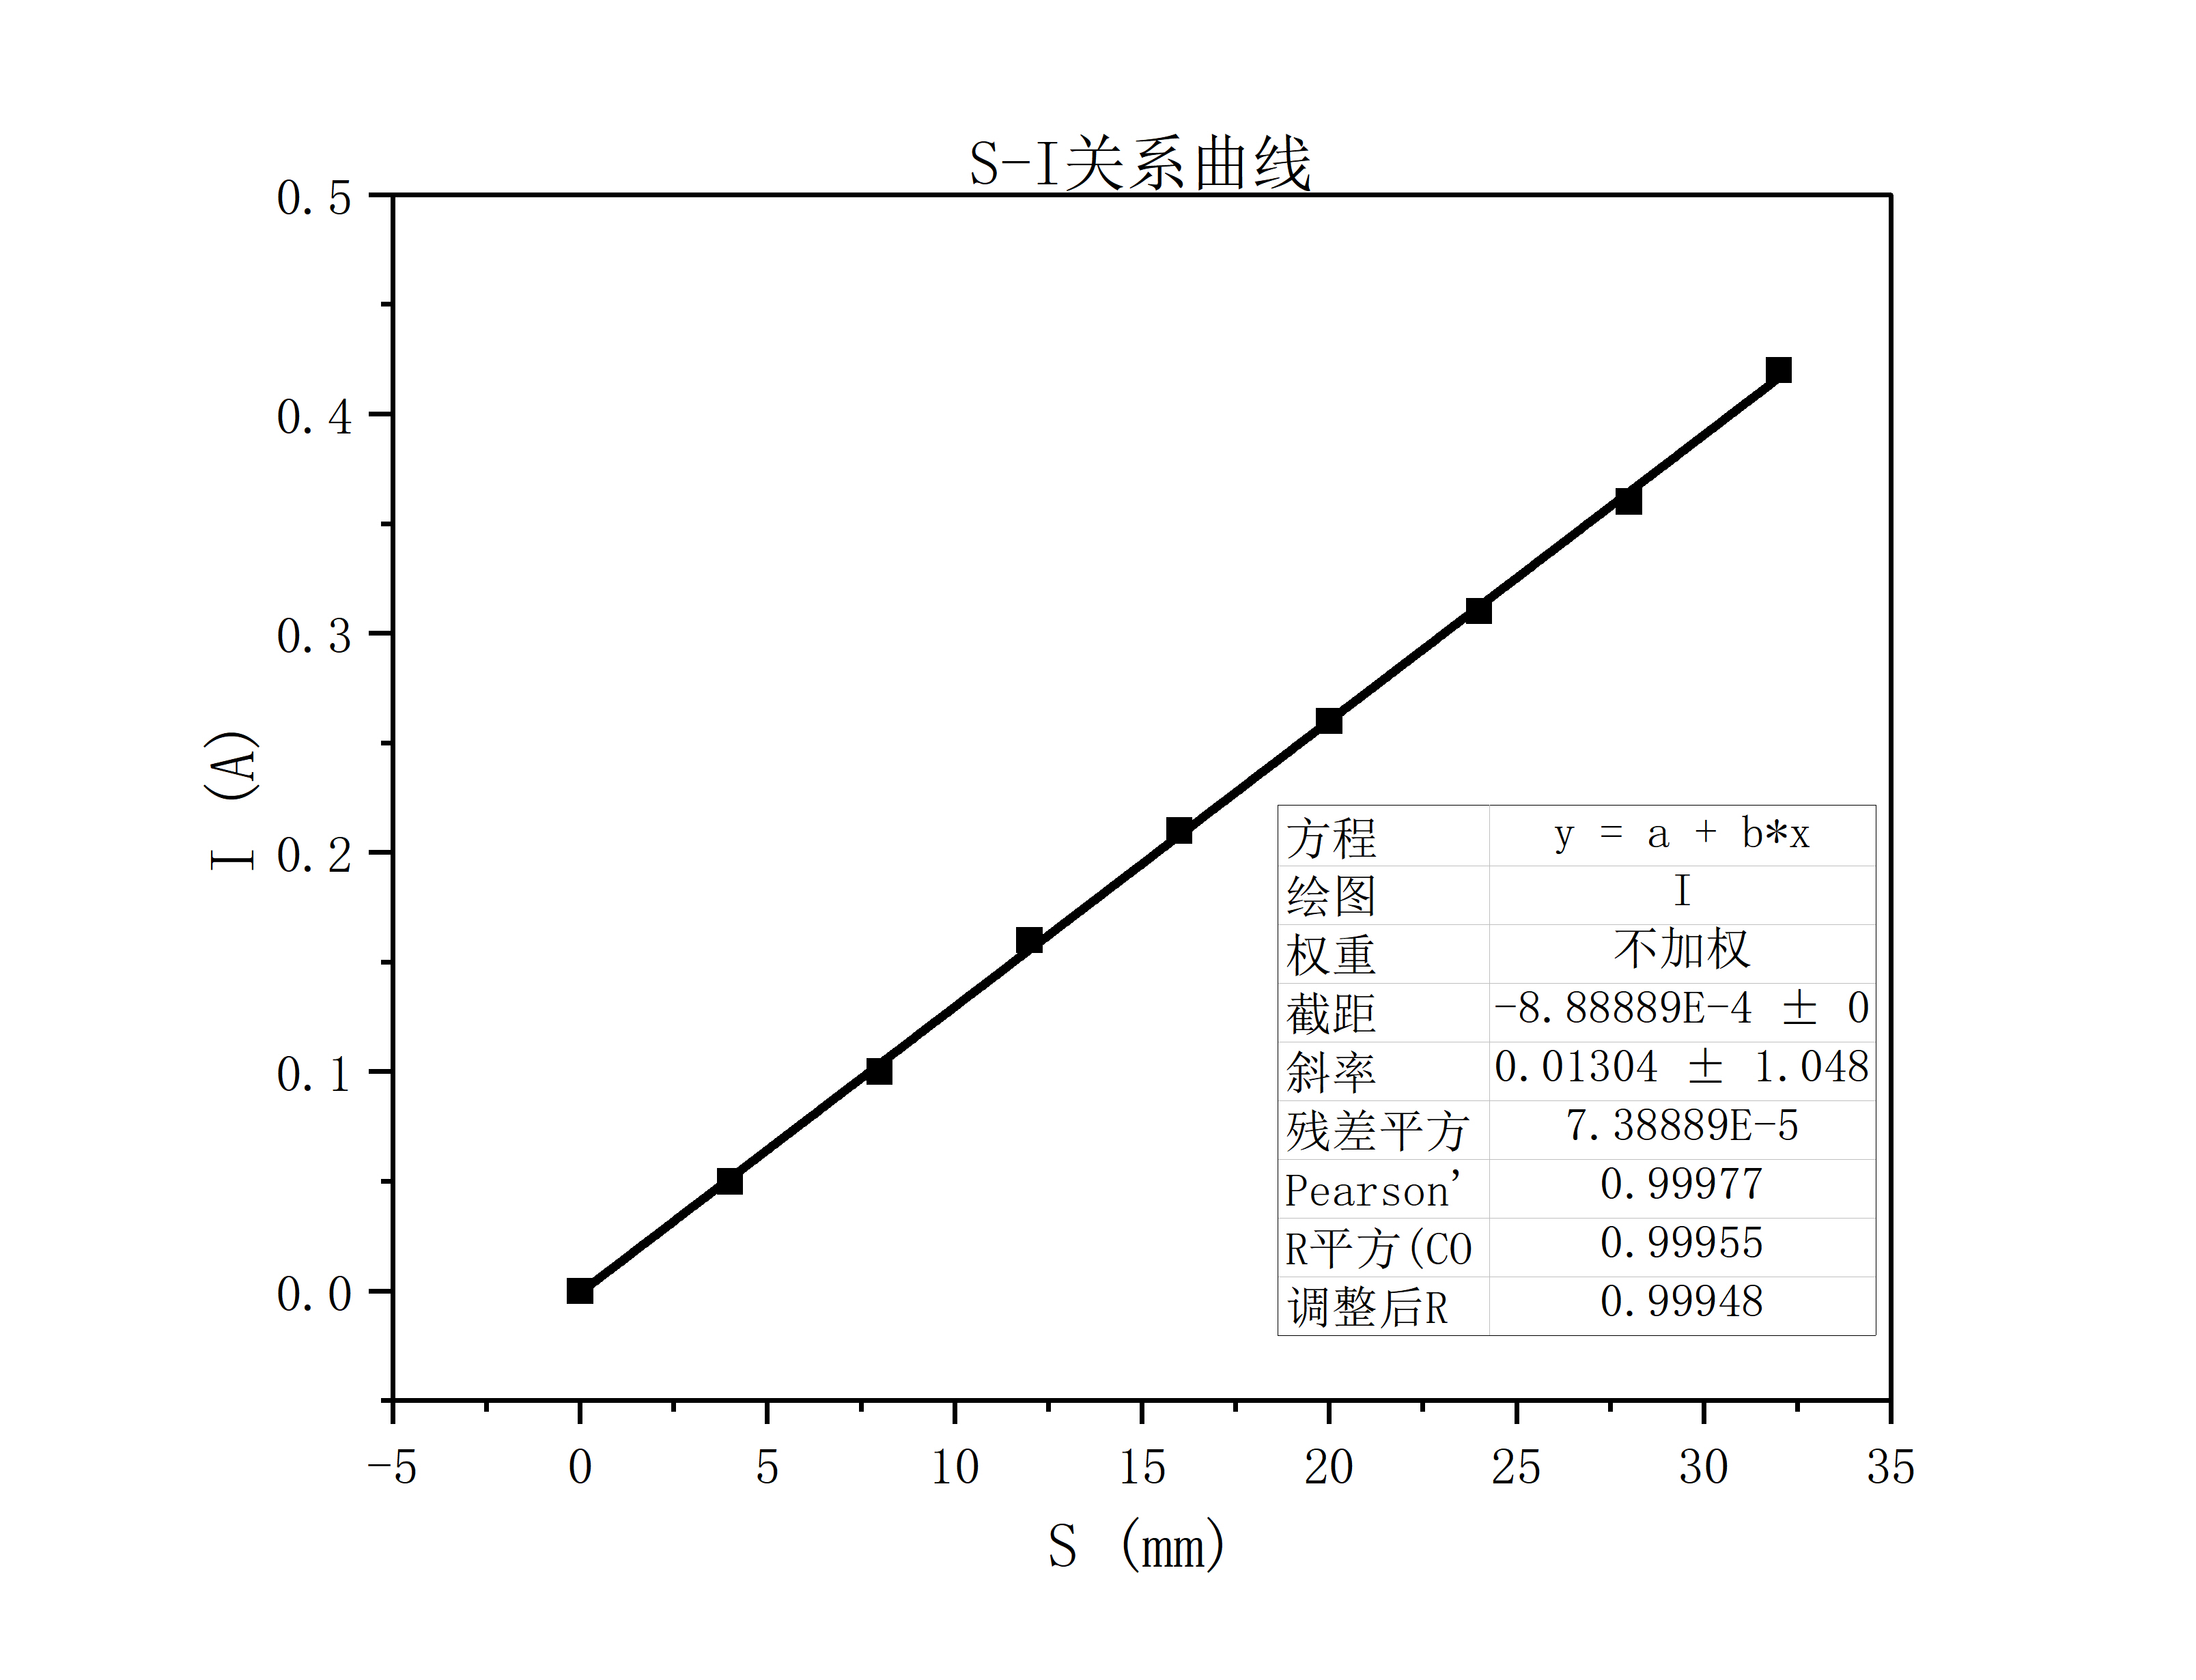 S-I关系曲线
0.5
0.4
0.3
0.2
0.1
0.0
I (A)
方程 y = a + b*x
绘图 I
权重 不加权
截距 -8.88889E-4 ± 0
斜率 0.01304 ± 1.048
残差平方 7.38889E-5
Pearson' 0.99977
R平方(CO 0.99955
调整后R 0.99948
-5 0 5 10 15 20 25 30 35
S (mm)